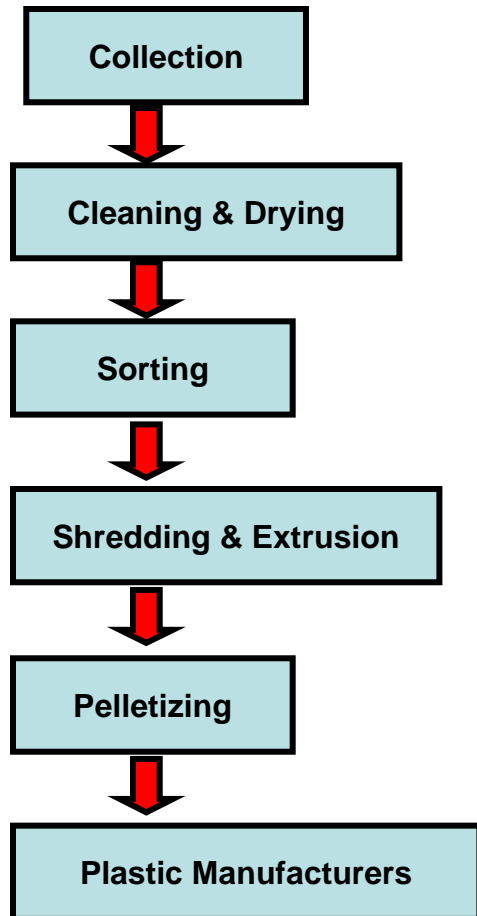 Collection
Cleaning & Drying
Sorting
Shredding & Extrusion
Pelletizing
Plastic Manufacturers